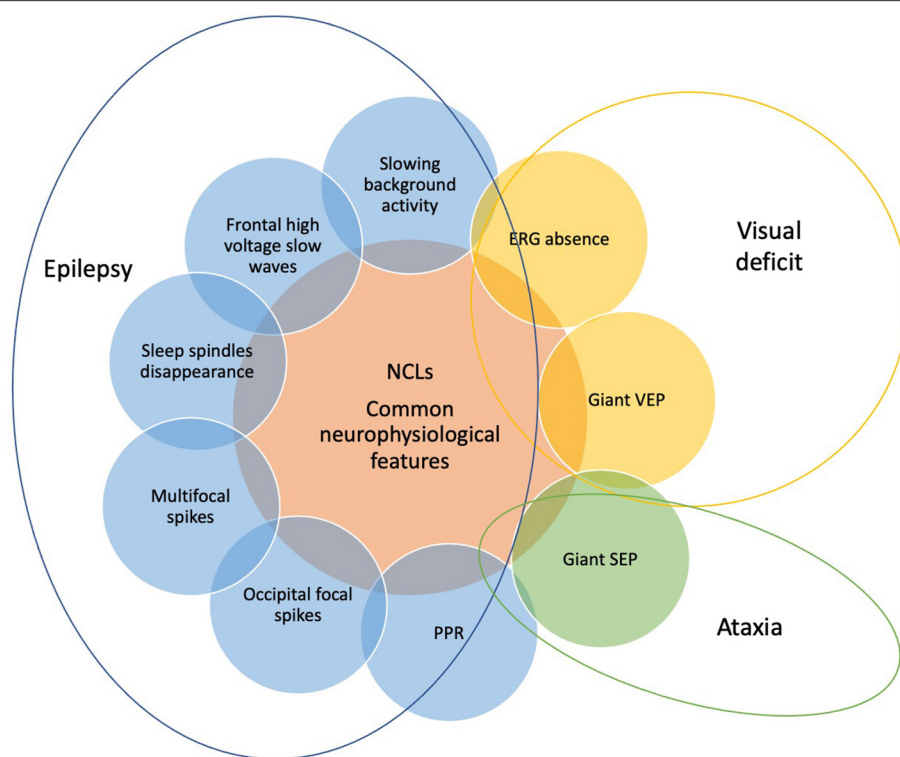 Slowing
background
activity
Frontal high
voltage slow
waves
ERG absence
Visual
deficit
Epilepsy
Sleep spindles
disappearance
NCLs
Common
neurophysiological
features
Giant VEP
Multifocal
spikes
Giant SEP
Occipital focal
spikes
PPR
Ataxia